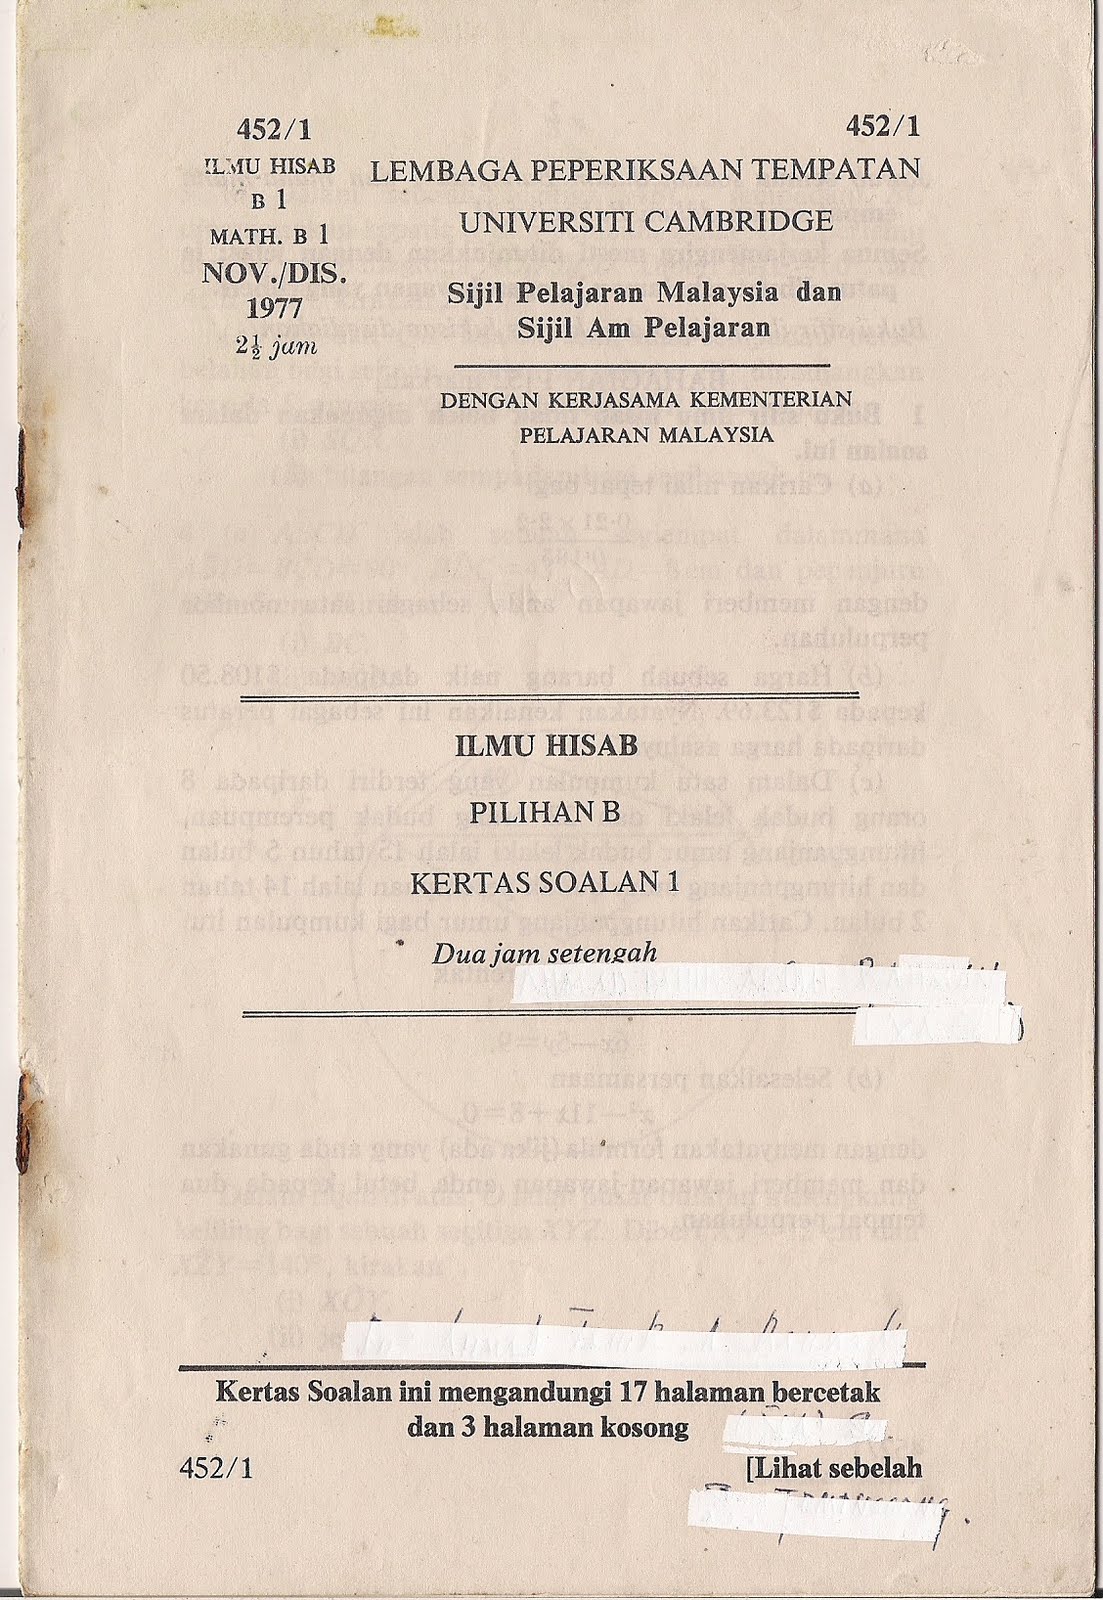 452/1
452/1
ILMU HISAB
B 1
MATH. B 1
NOV./DIS.
1977
2½ jam
LEMBAGA PEPERIKSAAN TEMPATAN
UNIVERSITI CAMBRIDGE
Sijil Pelajaran Malaysia dan
Sijil Am Pelajaran
DENGAN KERJASAMA KEMENTERIAN
PELAJARAN MALAYSIA
ILMU HISAB
PILIHAN B
KERTAS SOALAN 1
Dua jam setengah
Kertas Soalan ini mengandungi 17 halaman bercetak
dan 3 halaman kosong
452/1
[Lihat sebelah